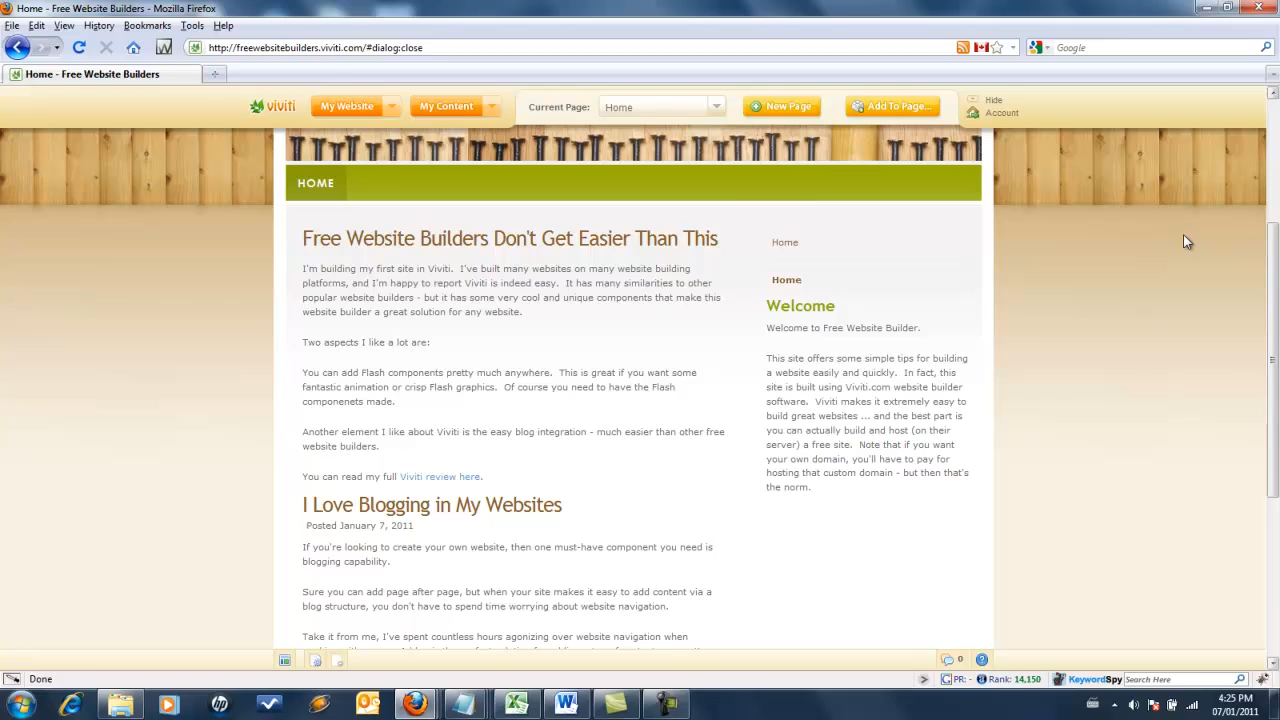 Home - Free Website Builders - Mozilla Firefox
File Edit View History Bookmarks Tools Help
http://freewebsitebuilders.viviti.com/#dialog:close
Google
Home - Free Website Builders
viviti
My Website
My Content
Current Page:
Home
New Page
Add To Page...
Hide
Account
HOME
Free Website Builders Don't Get Easier Than This
I'm building my first site in Viviti. I've built many websites on many website building
platforms, and I'm happy to report Viviti is indeed easy. It has many similarities to other
popular website builders - but it has some very cool and unique components that make this
website builder a great solution for any website.
Two aspects I like a lot are:
You can add Flash components pretty much anywhere. This is great if you want some
fantastic animation or crisp Flash graphics. Of course you need to have the Flash
componenets made.
Another element I like about Viviti is the easy blog integration - much easier than other free
website builders.
You can read my full Viviti review here.
I Love Blogging in My Websites
Posted January 7, 2011
If you're looking to create your own website, then one must-have component you need is
blogging capability.
Sure you can add page after page, but when your site makes it easy to add content via a
blog structure, you don't have to spend time worrying about website navigation.
Take it from me, I've spent countless hours agonizing over website navigation when
Home
Home
Welcome
Welcome to Free Website Builder.
This site offers some simple tips for building
a website easily and quickly. In fact, this
site is built using Viviti.com website builder
software. Viviti makes it extremely easy to
build great websites ... and the best part is
you can actually build and host (on their
server) a free site. Note that if you want
your own domain, you'll have to pay for
hosting that custom domain - but then that's
the norm.
0
Done
PR: -
Rank: 14,150
KeywordSpy
Search Here
4:25 PM
07/01/2011